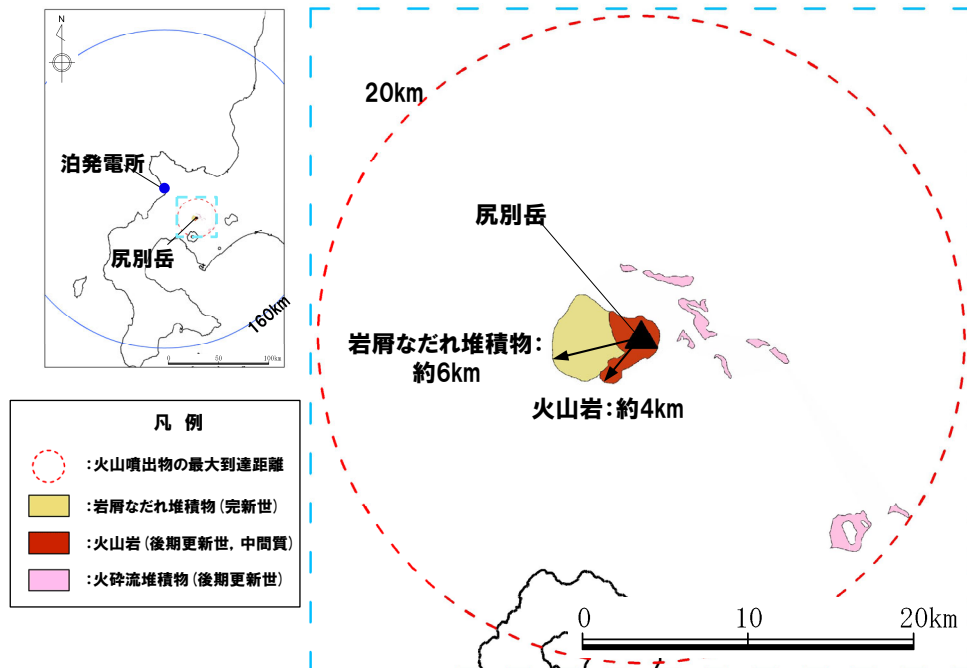 N
泊発電所
尻別岳
160km
0 50 100km
凡 例
:火山噴出物の最大到達距離
:岩屑なだれ堆積物(完新世)
:火山岩(後期更新世，中間質)
:火砕流堆積物(後期更新世)
20km
尻別岳
岩屑なだれ堆積物:
約6km
火山岩:約4km
0 10 20km